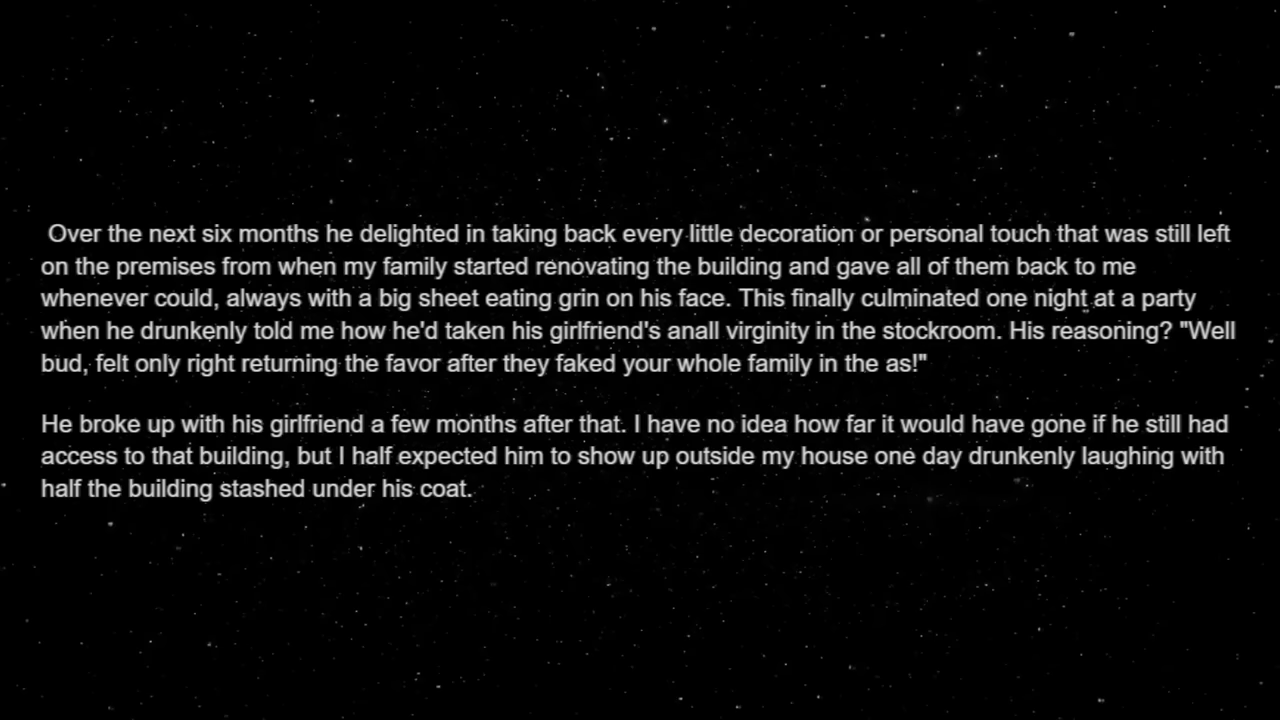 Over the next six months he delighted in taking back every little decoration or personal touch that was still left
on the premises from when my family started renovating the building and gave all of them back to me
whenever could, always with a big sheet eating grin on his face. This finally culminated one night at a party
when he drunkenly told me how he'd taken his girlfriend's anall virginity in the stockroom. His reasoning? "Well
bud, felt only right returning the favor after they faked your whole family in the as!"
He broke up with his girlfriend a few months after that. I have no idea how far it would have gone if he still had
access to that building, but I half expected him to show up outside my house one day drunkenly laughing with
half the building stashed under his coat.